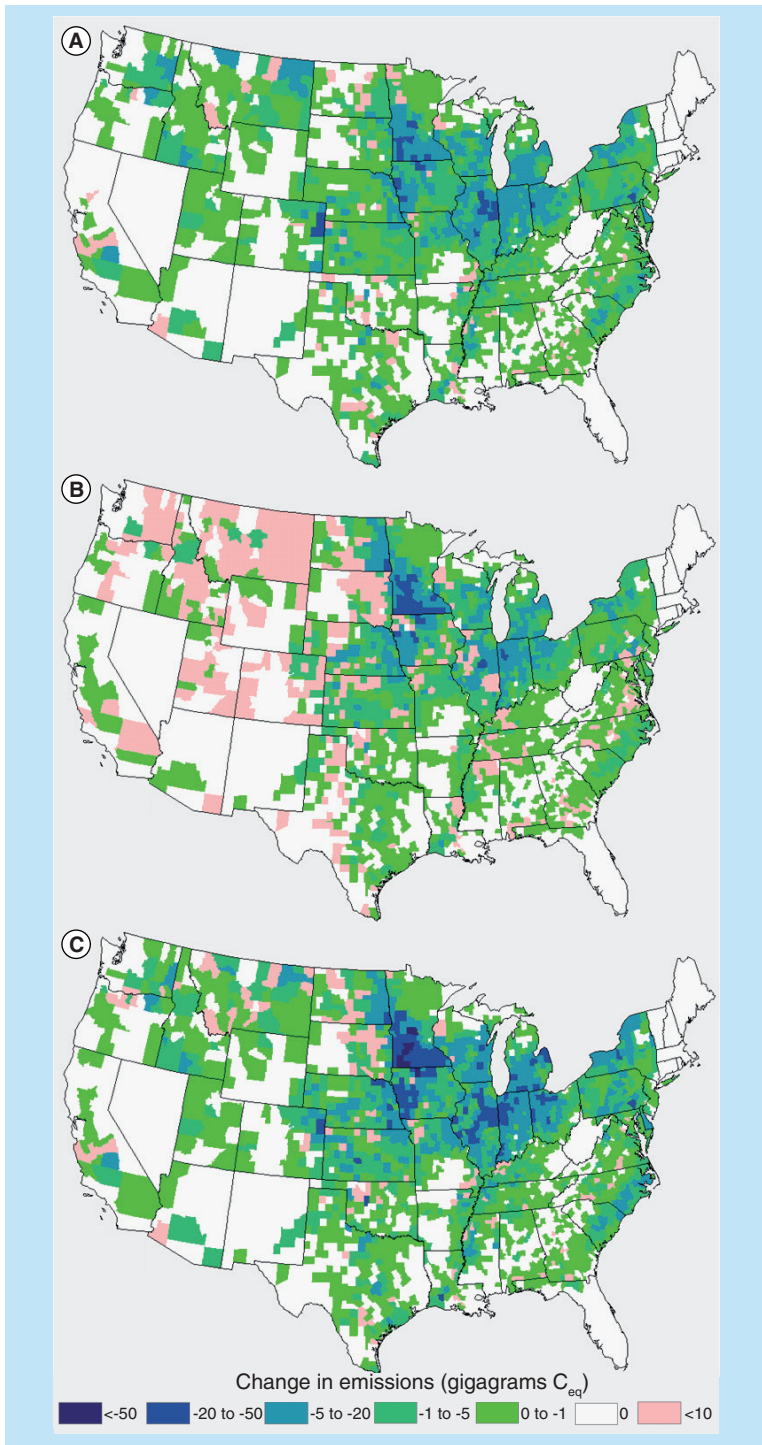 A
B
C
Change in emissions (gigagrams Ceq)
<-50 -20 to -50 -5 to -20 -1 to -5 0 to -1 0 <10